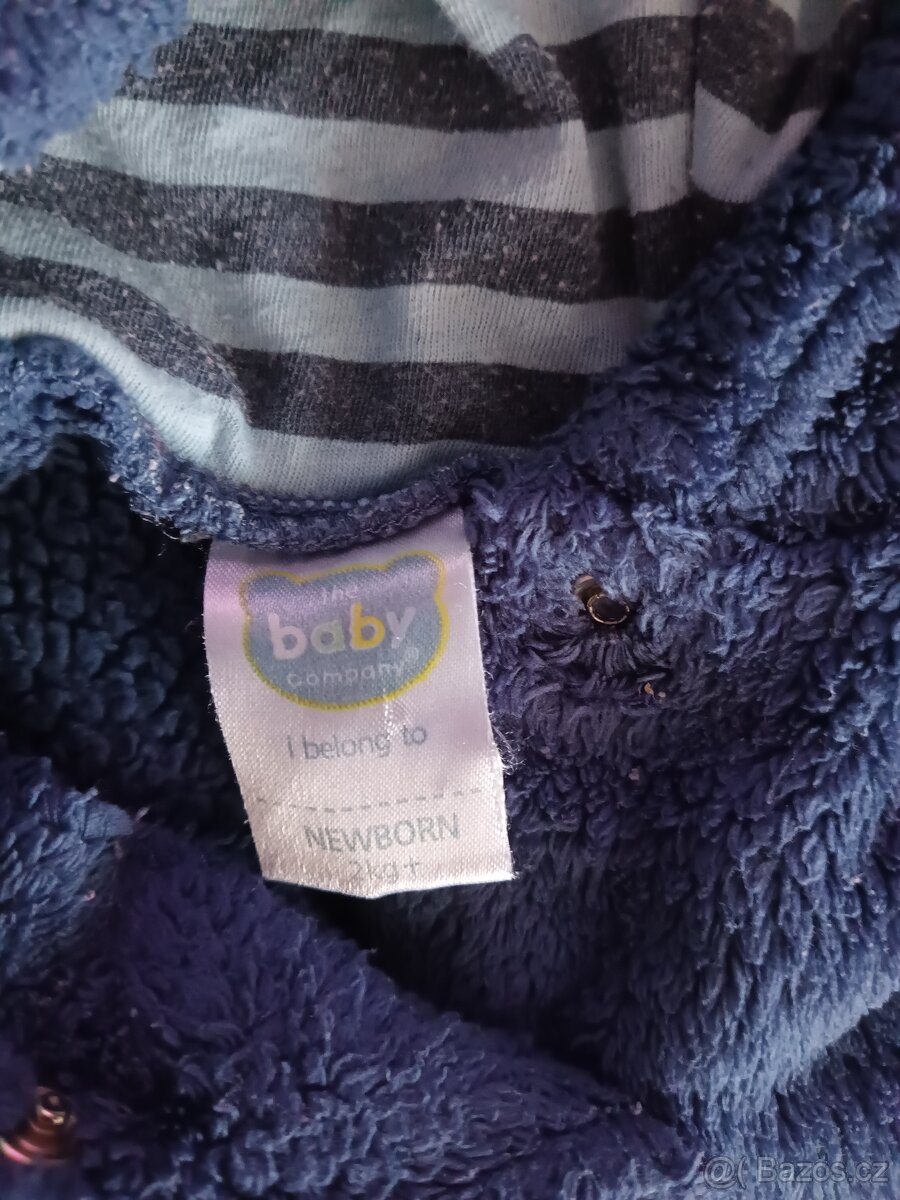 the
baby
company®
i belong to
NEWBORN
2kg+
@( Bazoš.cz